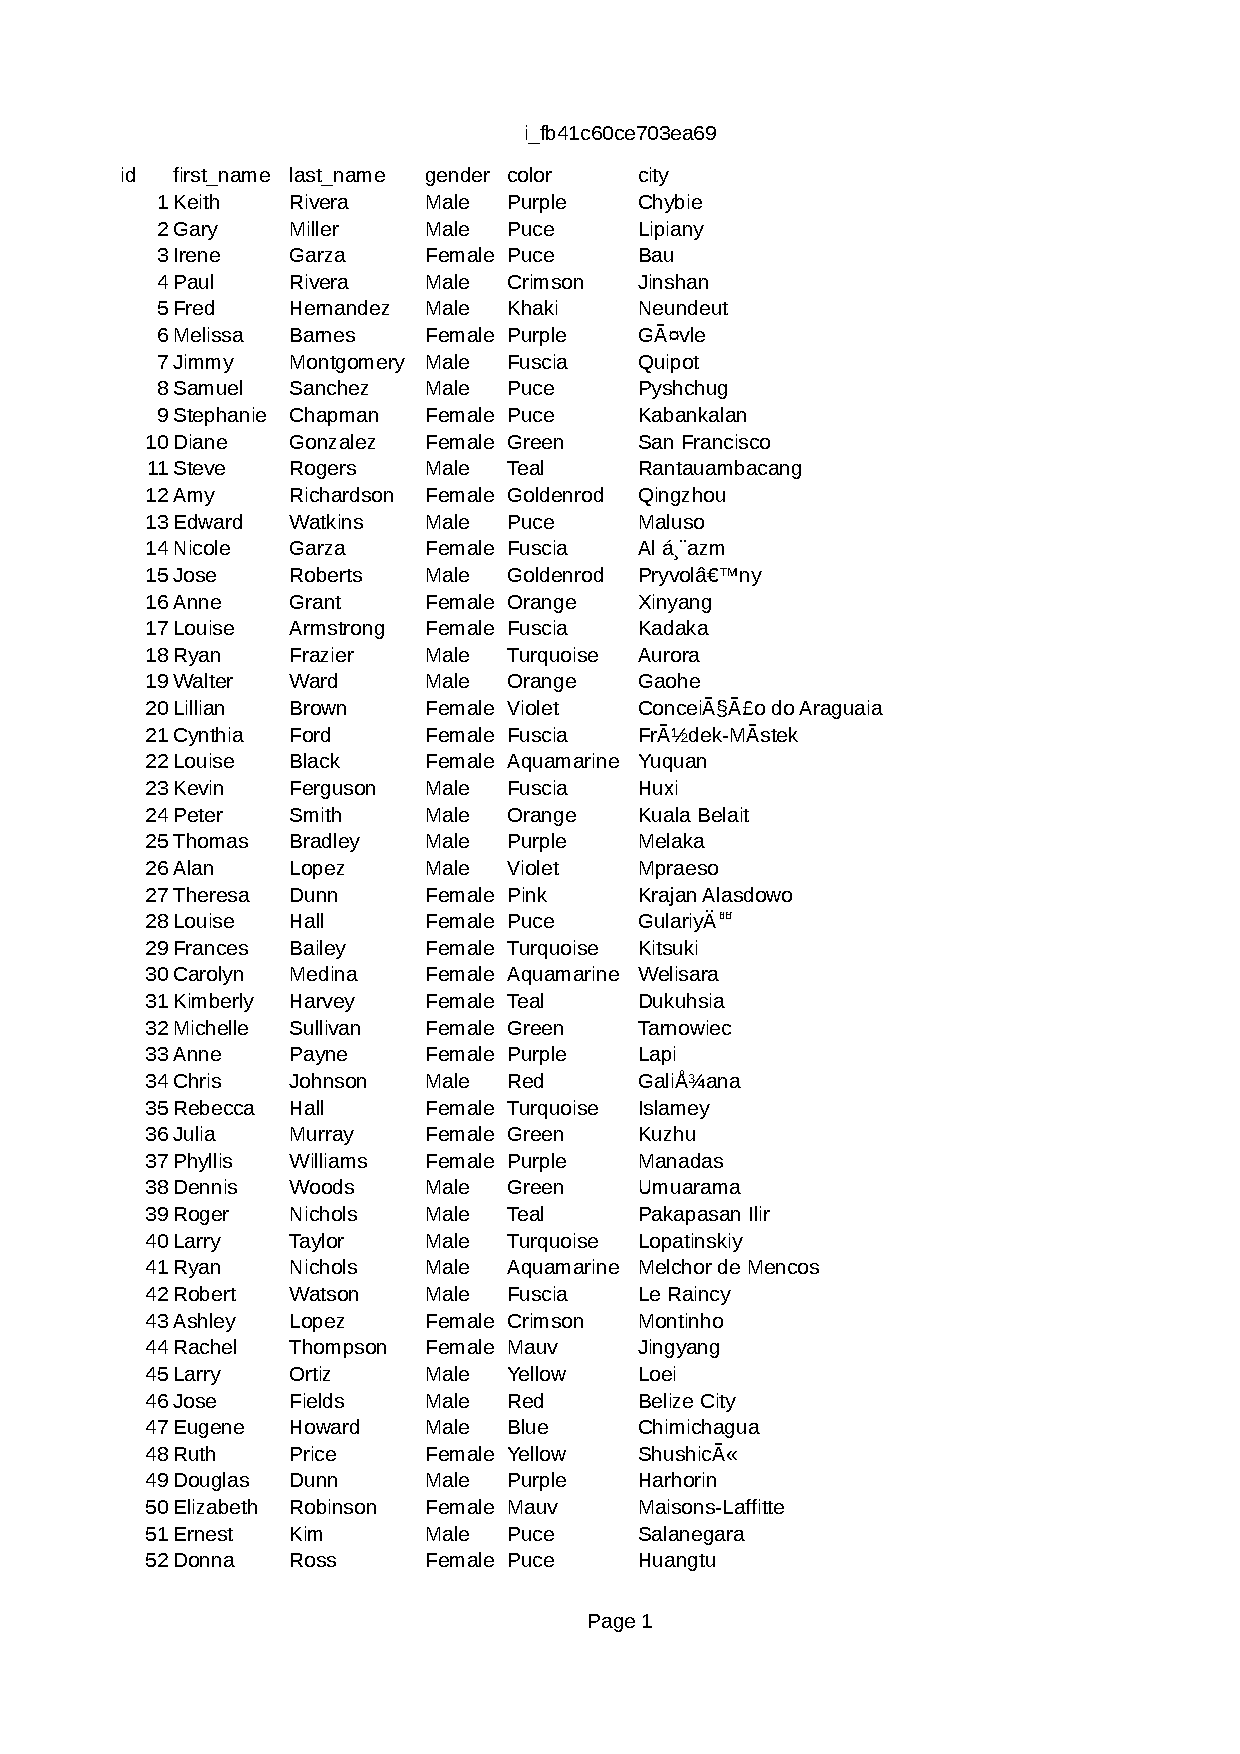 i_fb41c60ce703ea69
id first_name last_name gender color city
1 Keith Rivera Male Purple Chybie
2 Gary Miller Male Puce Lipiany
3 Irene Garza Female Puce Bau
4 Paul Rivera Male Crimson Jinshan
5 Fred Hernandez Male Khaki Neundeut
6 Melissa Barnes Female Purple GÃ¤vle
7 Jimmy Montgomery Male Fuscia Quipot
8 Samuel Sanchez Male Puce Pyshchug
9 Stephanie Chapman Female Puce Kabankalan
10 Diane Gonzalez Female Green San Francisco
11 Steve Rogers Male Teal Rantauambacang
12 Amy Richardson Female Goldenrod Qingzhou
13 Edward Watkins Male Puce Maluso
14 Nicole Garza Female Fuscia Al á¸¨azm
15 Jose Roberts Male Goldenrod Pryvolâ€™ny
16 Anne Grant Female Orange Xinyang
17 Louise Armstrong Female Fuscia Kadaka
18 Ryan Frazier Male Turquoise Aurora
19 Walter Ward Male Orange Gaohe
20 Lillian Brown Female Violet ConceiÃ§Ã£o do Araguaia
21 Cynthia Ford Female Fuscia FrÃ½dek-MÃstek
22 Louise Black Female Aquamarine Yuquan
23 Kevin Ferguson Male Fuscia Huxi
24 Peter Smith Male Orange Kuala Belait
25 Thomas Bradley Male Purple Melaka
26 Alan Lopez Male Violet Mpraeso
27 Theresa Dunn Female Pink Krajan Alasdowo
28 Louise Hall Female Puce
29 Frances Bailey Female Turquoise Kitsuki
30 Carolyn Medina Female Aquamarine Welisara
31 Kimberly Harvey Female Teal Dukuhsia
32 Michelle Sullivan Female Green Tarnowiec
33 Anne Payne Female Purple Lapi
34 Chris Johnson Male Red GaliÅ¾ana
35 Rebecca Hall Female Turquoise Islamey
36 Julia Murray Female Green Kuzhu
37 Phyllis Williams Female Purple Manadas
38 Dennis Woods Male Green Umuarama
39 Roger Nichols Male Teal Pakapasan Ilir
40 Larry Taylor Male Turquoise Lopatinskiy
41 Ryan Nichols Male Aquamarine Melchor de Mencos
42 Robert Watson Male Fuscia Le Raincy
43 Ashley Lopez Female Crimson Montinho
44 Rachel Thompson Female Mauv Jingyang
45 Larry Ortiz Male Yellow Loei
46 Jose Fields Male Red Belize City
47 Eugene Howard Male Blue Chimichagua
48 Ruth Price Female Yellow ShushicÃ«
49 Douglas Dunn Male Purple Harhorin
50 Elizabeth Robinson Female Mauv Maisons-Laffitte
51 Ernest Kim Male Puce Salanegara
52 Donna Ross Female Puce Huangtu
Page 1